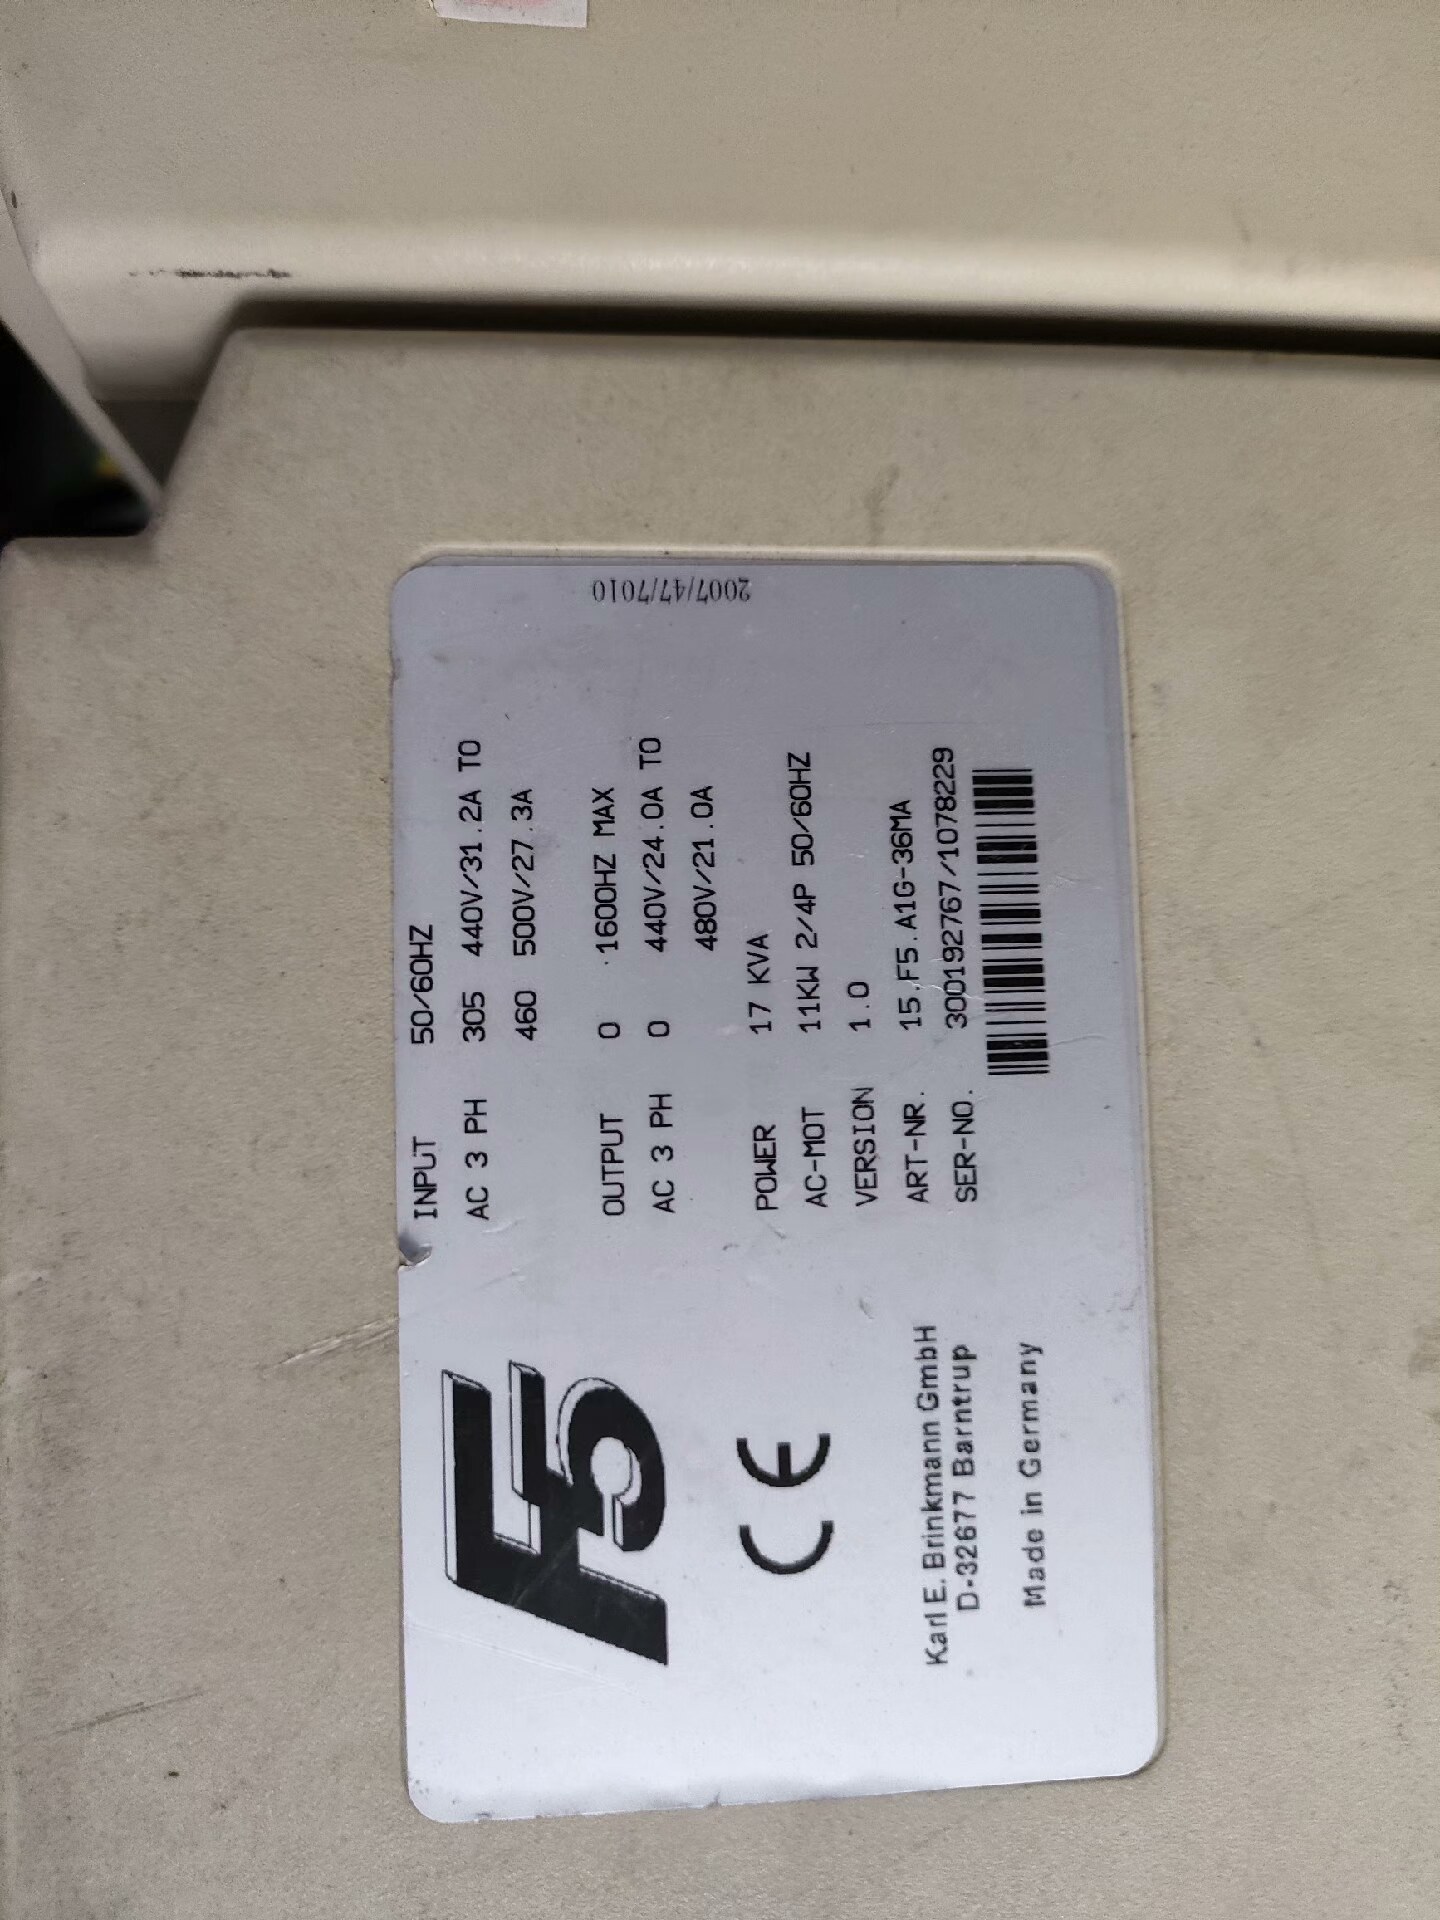 F5
CE
Karl E. Brinkmann GmbH
D-32677 Barntrup
Made in Germany
INPUT 50/60HZ
AC 3 PH 305 440V/31.2A TO
460 500V/27.3A
OUTPUT 0 1600HZ MAX
AC 3 PH 0 440V/24.0A TO
480V/21.0A
POWER 17 KVA
AC-MOT 11KW 2/4P 50/60HZ
VERSION 1.0
ART-NR. 15.F5.A1G-36MA
SER-NO. 300192767/1078229
2007/47/7010